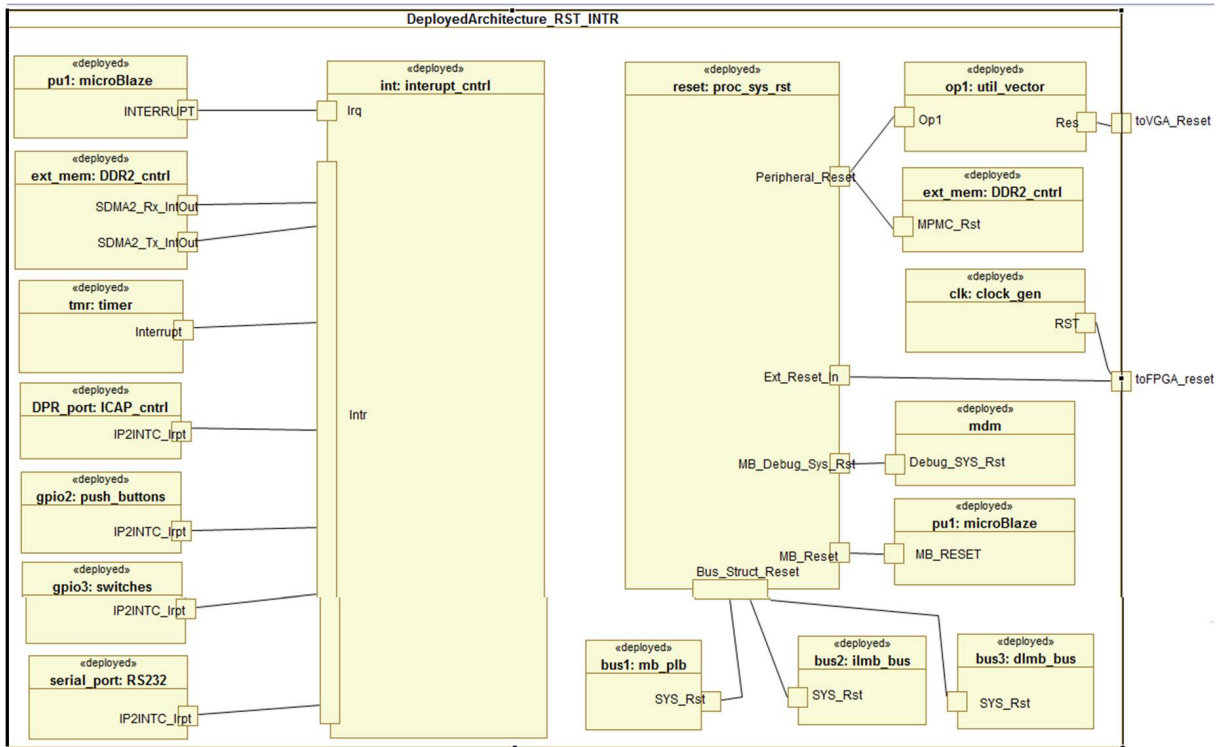 DeployedArchitecture_RST_INTR
«deployed»
pu1: microBlaze
INTERRUPT
«deployed»
ext_mem: DDR2_cntrl
SDMA2_Rx_IntOut
SDMA2_Tx_IntOut
«deployed»
tmr: timer
Interrupt
«deployed»
DPR_port: ICAP_cntrl
IP2INTC_Irpt
«deployed»
gpio2: push_buttons
IP2INTC_Irpt
«deployed»
gpio3: switches
IP2INTC_Irpt
«deployed»
serial_port: RS232
IP2INTC_Irpt
«deployed»
int: interupt_cntrl
Irq
Intr
«deployed»
reset: proc_sys_rst
Peripheral_Reset
Ext_Reset_In
MB_Debug_Sys_Rst
MB_Reset
Bus_Struct_Reset
«deployed»
op1: util_vector
Op1
Res
toVGA_Reset
«deployed»
ext_mem: DDR2_cntrl
MPMC_Rst
«deployed»
clk: clock_gen
RST
toFPGA_reset
«deployed»
mdm
Debug_SYS_Rst
«deployed»
pu1: microBlaze
MB_RESET
«deployed»
bus1: mb_plb
SYS_Rst
«deployed»
bus2: ilmb_bus
SYS_Rst
«deployed»
bus3: dlmb_bus
SYS_Rst